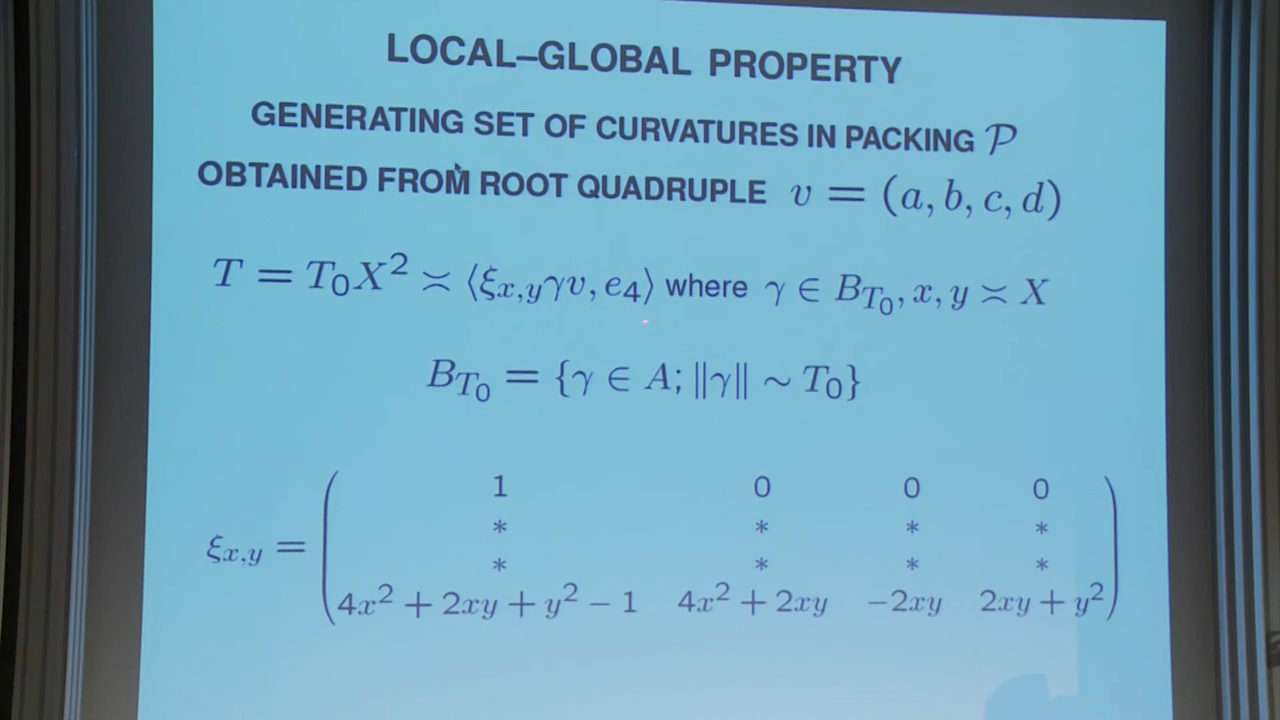 LOCAL–GLOBAL PROPERTY
GENERATING SET OF CURVATURES IN PACKING 𝒫
OBTAINED FROM ROOT QUADRUPLE v = (a, b, c, d)
T = T₀X² ≍ ⟨ξ_{x,y}γv, e₄⟩ where γ ∈ B_{T₀}, x, y ≍ X
B_{T₀} = {γ ∈ A; ‖γ‖ ∼ T₀}
1 0 0 0
* * * *
ξ_{x,y} =
* * * *
4x² + 2xy + y² − 1 4x² + 2xy −2xy 2xy + y²